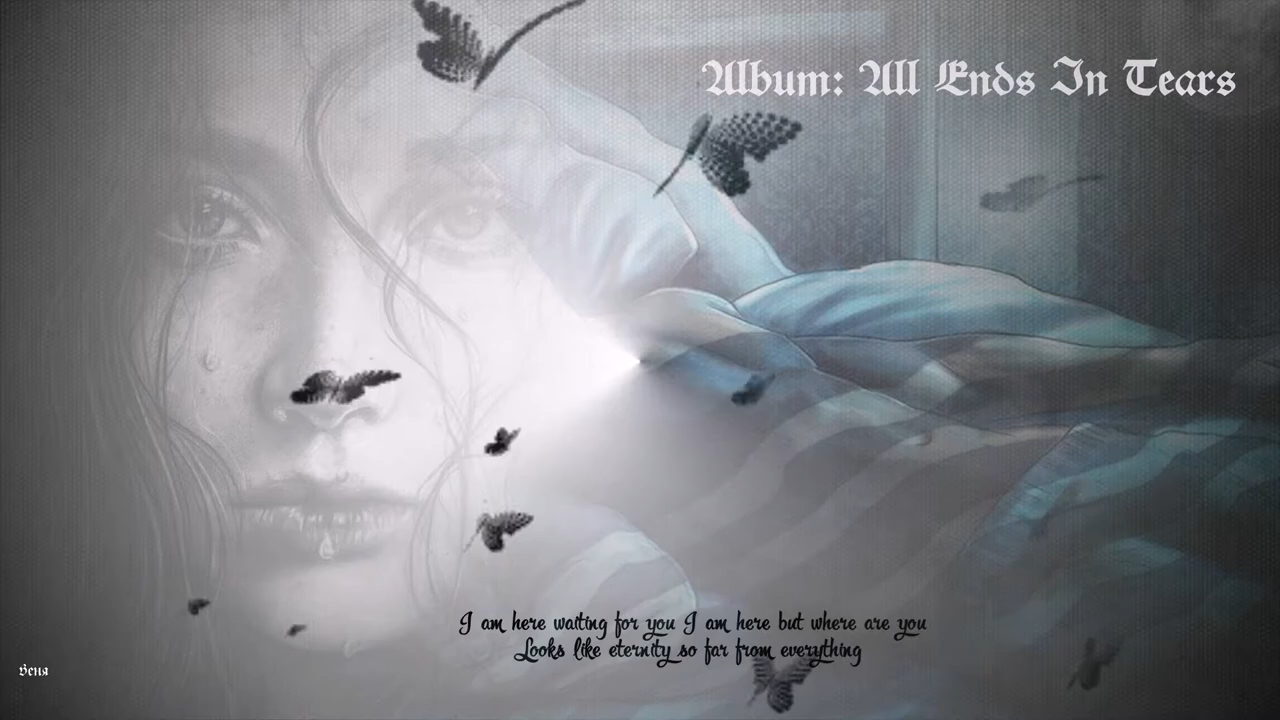 Album: All Ends In Tears
I am here waiting for you I am here but where are you
Looks like eternity so far from everything
Веня